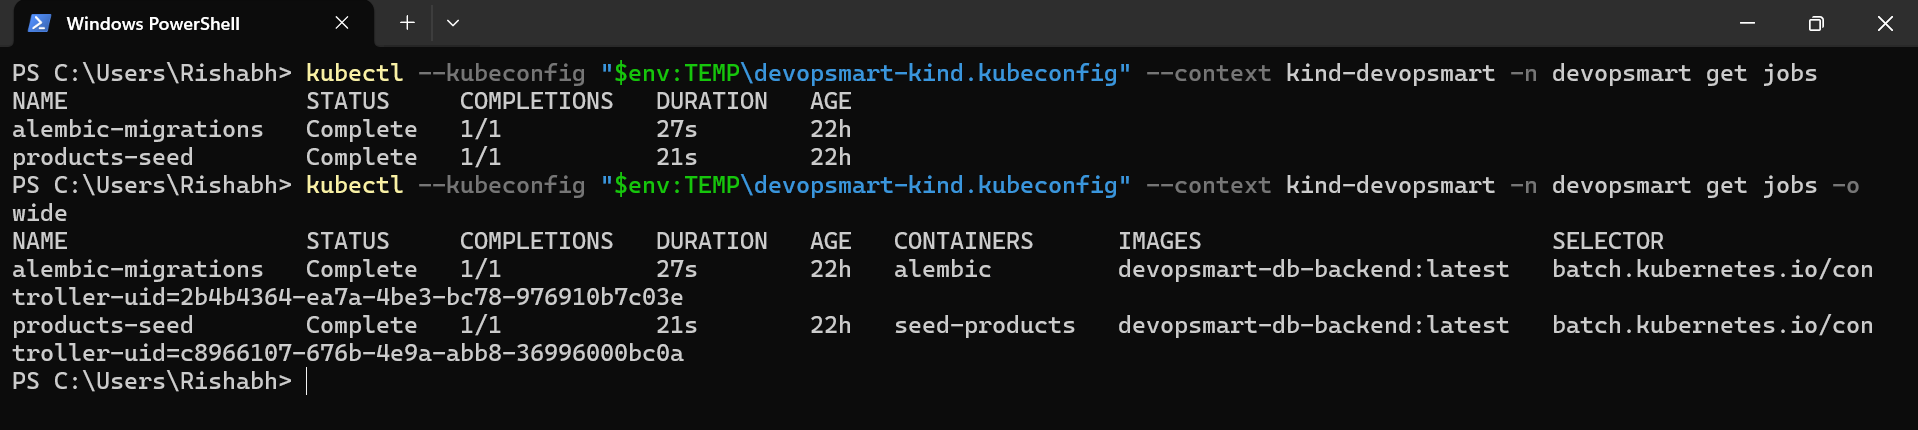 Windows PowerShell
PS C:\Users\Rishabh> kubectl --kubeconfig "$env:TEMP\devopsmart-kind.kubeconfig" --context kind-devopsmart -n devopsmart get jobs
NAME STATUS COMPLETIONS DURATION AGE
alembic-migrations Complete 1/1 27s 22h
products-seed Complete 1/1 21s 22h
PS C:\Users\Rishabh> kubectl --kubeconfig "$env:TEMP\devopsmart-kind.kubeconfig" --context kind-devopsmart -n devopsmart get jobs -o
wide
NAME STATUS COMPLETIONS DURATION AGE CONTAINERS IMAGES SELECTOR
alembic-migrations Complete 1/1 27s 22h alembic devopsmart-db-backend:latest batch.kubernetes.io/con
troller-uid=2b4b4364-ea7a-4be3-bc78-976910b7c03e
products-seed Complete 1/1 21s 22h seed-products devopsmart-db-backend:latest batch.kubernetes.io/con
troller-uid=c8966107-676b-4e9a-abb8-36996000bc0a
PS C:\Users\Rishabh>